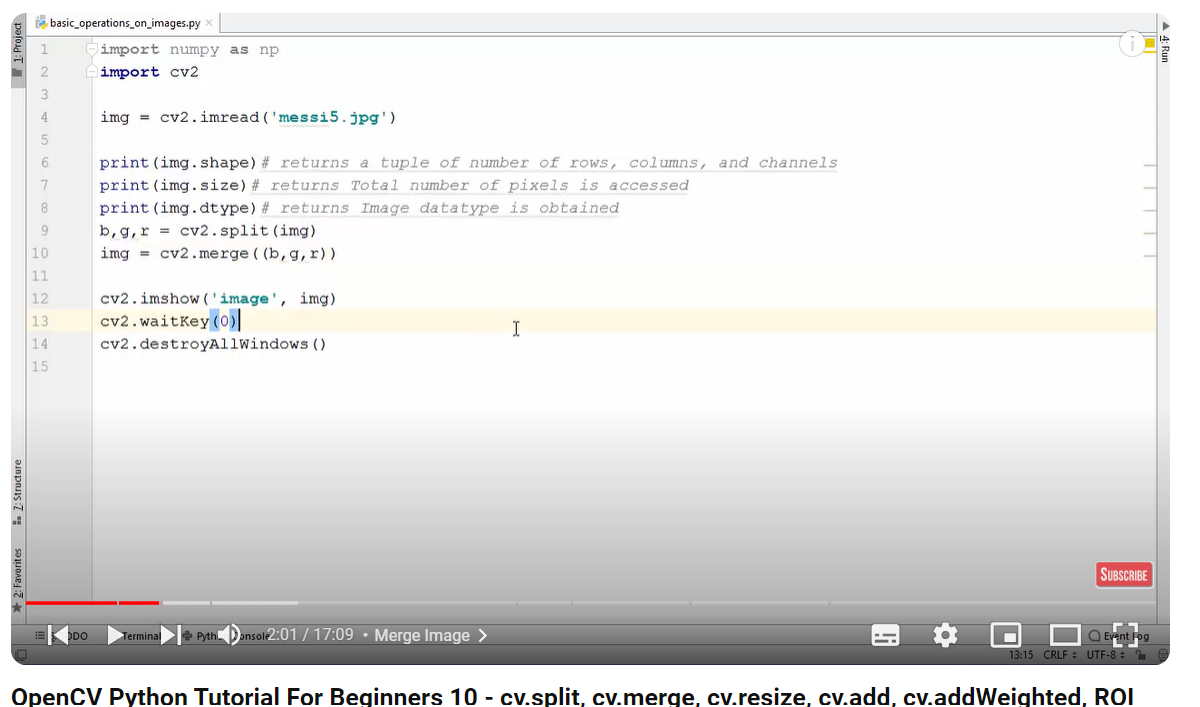 basic_operations_on_images.py
1: Project
4: Run
1 import numpy as np
2 import cv2
3
4 img = cv2.imread('messi5.jpg')
5
6 print(img.shape)# returns a tuple of number of rows, columns, and channels
7 print(img.size)# returns Total number of pixels is accessed
8 print(img.dtype)# returns Image datatype is obtained
9 b,g,r = cv2.split(img)
10 img = cv2.merge((b,g,r))
11
12 cv2.imshow('image', img)
13 cv2.waitKey(0)
14 cv2.destroyAllWindows()
15
7: Structure
2: Favorites
SUBSCRIBE
Terminal
2:01 / 17:09 • Merge Image
Event Log
13:15 CRLF UTF-8
OpenCV Python Tutorial For Beginners 10 - cv.split, cv.merge, cv.resize, cv.add, cv.addWeighted, ROI